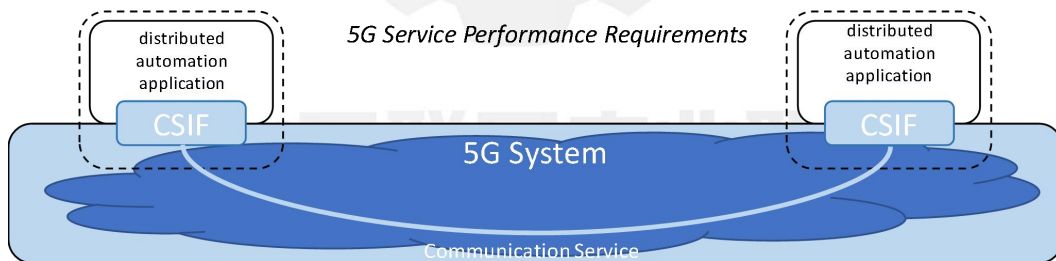 distributed
automation
application
5G Service Performance Requirements
distributed
automation
application
CSIF
CSIF
5G System
Communication Service